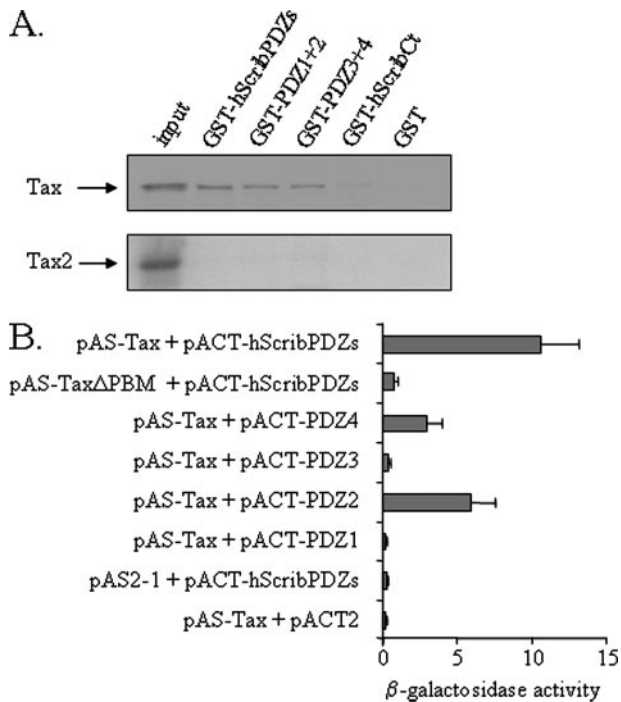 A.
input
GST-hScribPDZs
GST-PDZ1+2
GST-PDZ3+4
GST-hScribCt
GST
Tax
Tax2
B.
pAS-Tax + pACT-hScribPDZs
pAS-TaxΔPBM + pACT-hScribPDZs
pAS-Tax + pACT-PDZ4
pAS-Tax + pACT-PDZ3
pAS-Tax + pACT-PDZ2
pAS-Tax + pACT-PDZ1
pAS2-1 + pACT-hScribPDZs
pAS-Tax + pACT2
0 5 10 15
β-galactosidase activity